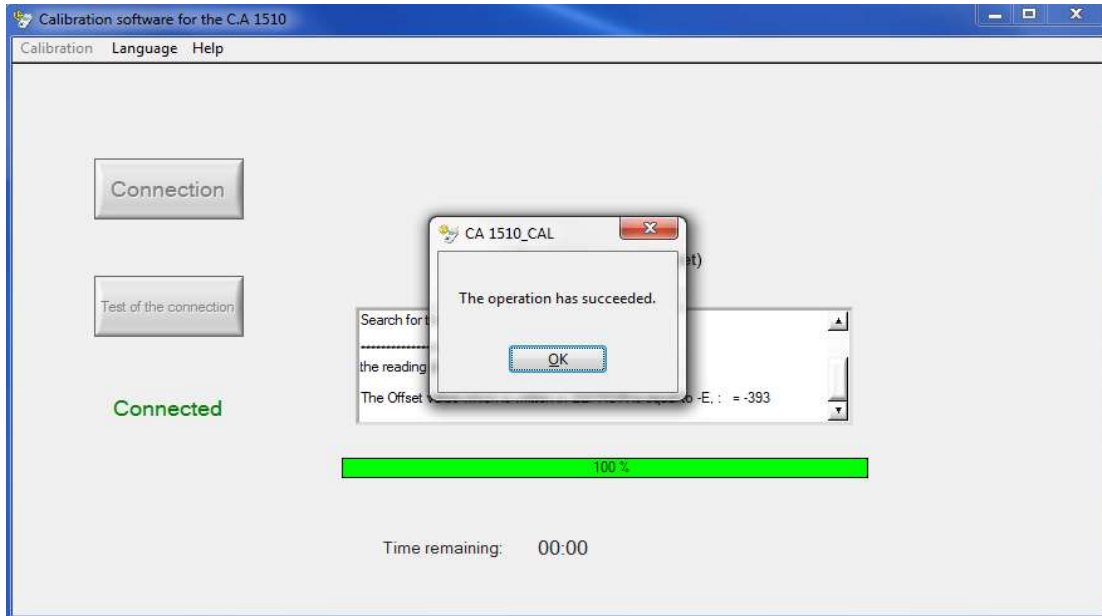 Calibration software for the C.A 1510
Calibration Language Help
Connection
CA 1510_CAL
et)
The operation has succeeded.
Test of the connection
Search for t
the reading
OK
The Offset -E, : = -393
Connected
100 %
Time remaining: 00:00